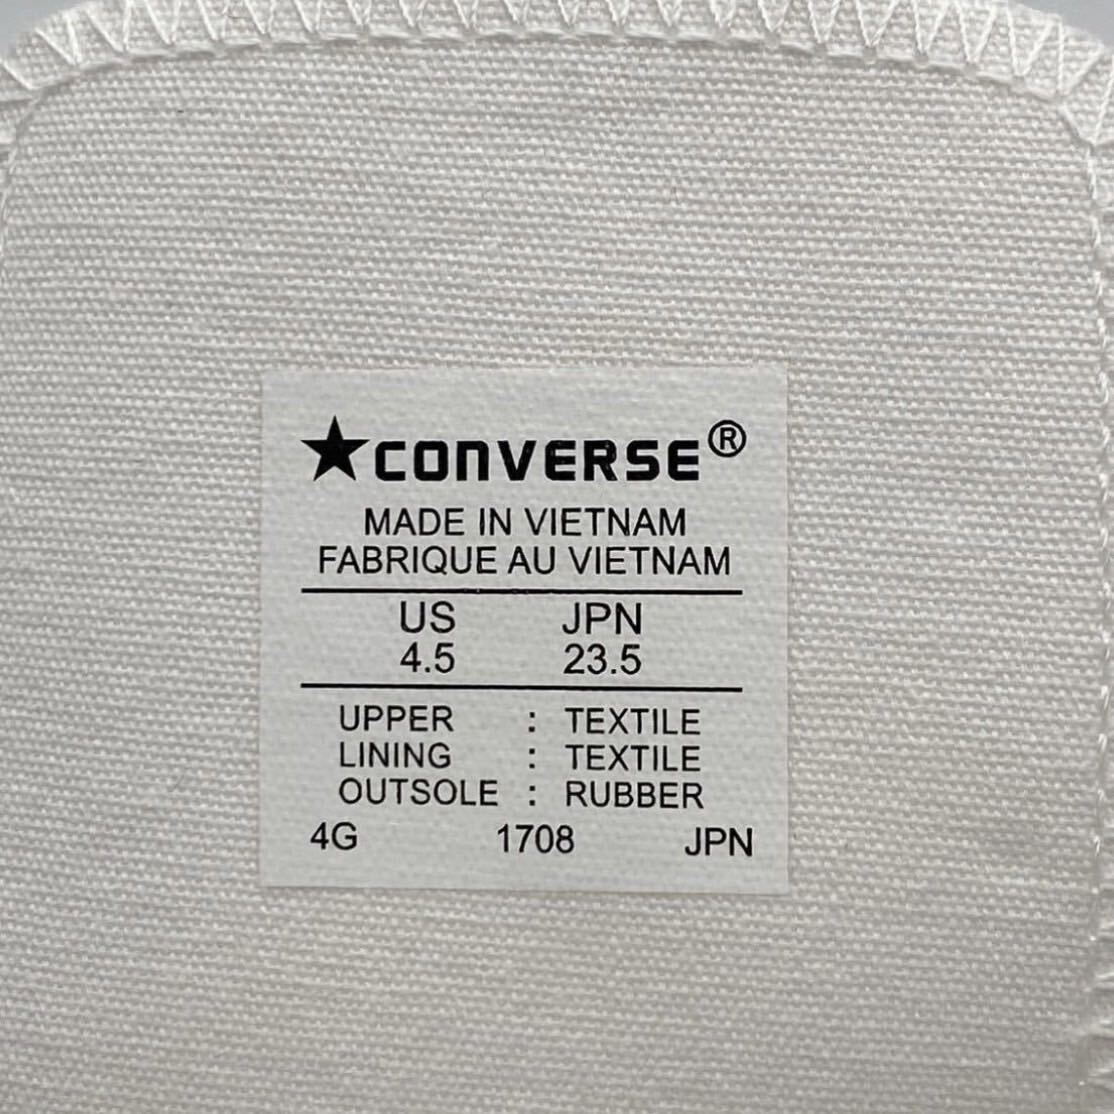 ★CONVERSE®
MADE IN VIETNAM
FABRIQUE AU VIETNAM
US JPN
4.5 23.5
UPPER : TEXTILE
LINING : TEXTILE
OUTSOLE : RUBBER
4G 1708 JPN